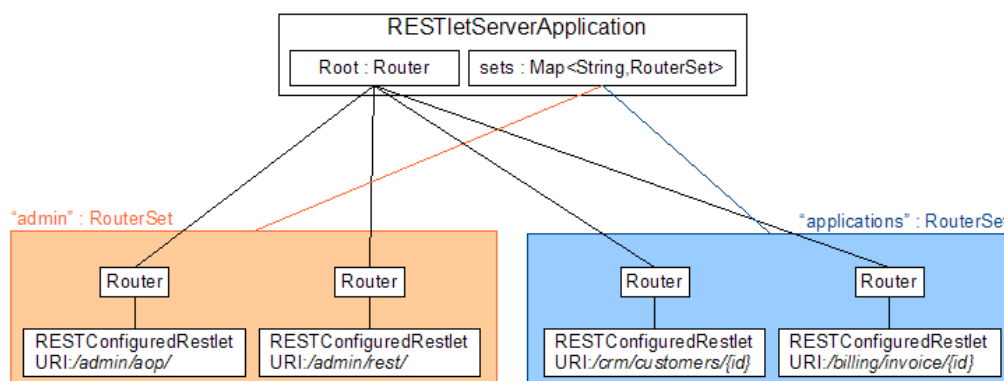 RESTletServerApplication
Root : Router
sets : Map<String,RouterSet>
“admin” : RouterSet
“applications” : RouterSet
Router
Router
Router
Router
RESTConfiguredRestlet
URI:/admin/aop/
RESTConfiguredRestlet
URI:/admin/rest/
RESTConfiguredRestlet
URI:/crm/customers/{id}
RESTConfiguredRestlet
URI:/billing/invoice/{id}